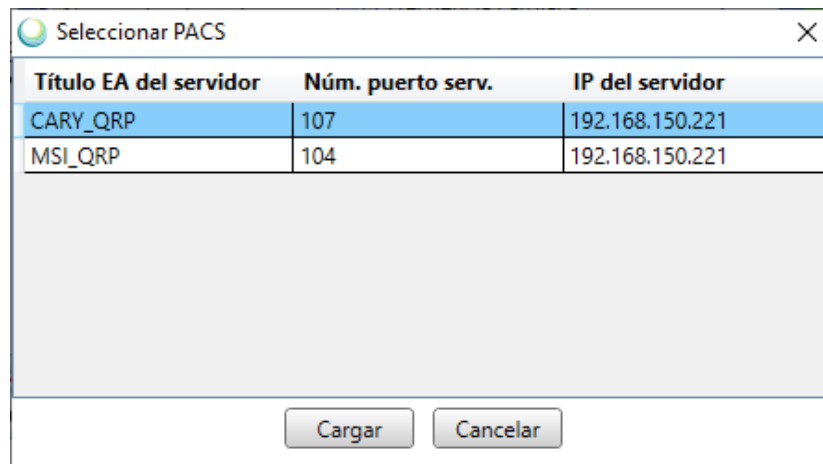 Seleccionar PACS
Título EA del servidor Núm. puerto serv. IP del servidor
CARY_QRP 107 192.168.150.221
MSI_QRP 104 192.168.150.221
Cargar Cancelar